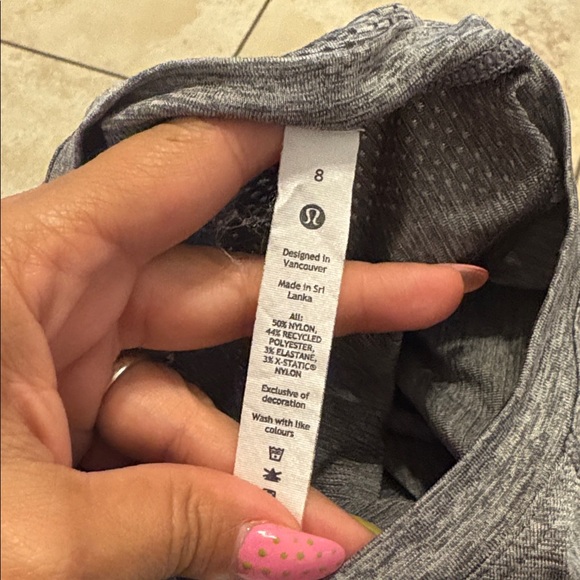 8
Designed in
Vancouver
Made in Sri
Lanka
All:
50% NYLON,
44% RECYCLED
POLYESTER,
3% ELASTANE,
3% X-STATIC®
NYLON
Exclusive of
decoration
Wash with like
colours